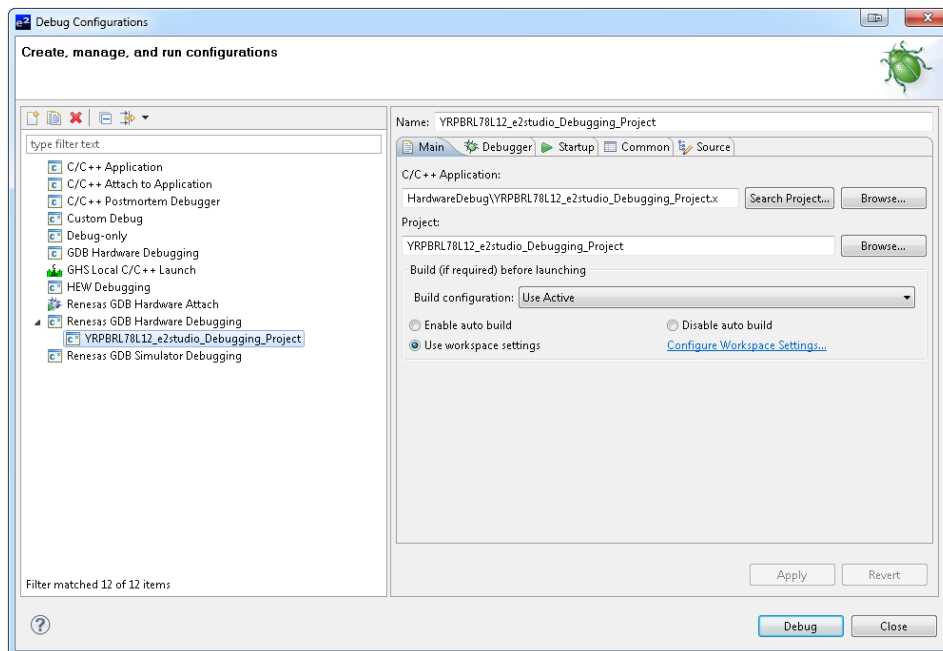 e² Debug Configurations
Create, manage, and run configurations
type filter text
C/C++ Application
C/C++ Attach to Application
C/C++ Postmortem Debugger
Custom Debug
Debug-only
GDB Hardware Debugging
GHS Local C/C++ Launch
HEW Debugging
Renesas GDB Hardware Attach
Renesas GDB Hardware Debugging
YRPBRL78L12_e2studio_Debugging_Project
Renesas GDB Simulator Debugging
Filter matched 12 of 12 items
Name: YRPBRL78L12_e2studio_Debugging_Project
Main Debugger Startup Common Source
C/C++ Application:
HardwareDebug\YRPBRL78L12_e2studio_Debugging_Project.x Search Project... Browse...
Project:
YRPBRL78L12_e2studio_Debugging_Project Browse...
Build (if required) before launching
Build configuration: Use Active
Enable auto build Disable auto build
Use workspace settings Configure Workspace Settings...
Apply Revert
? Debug Close